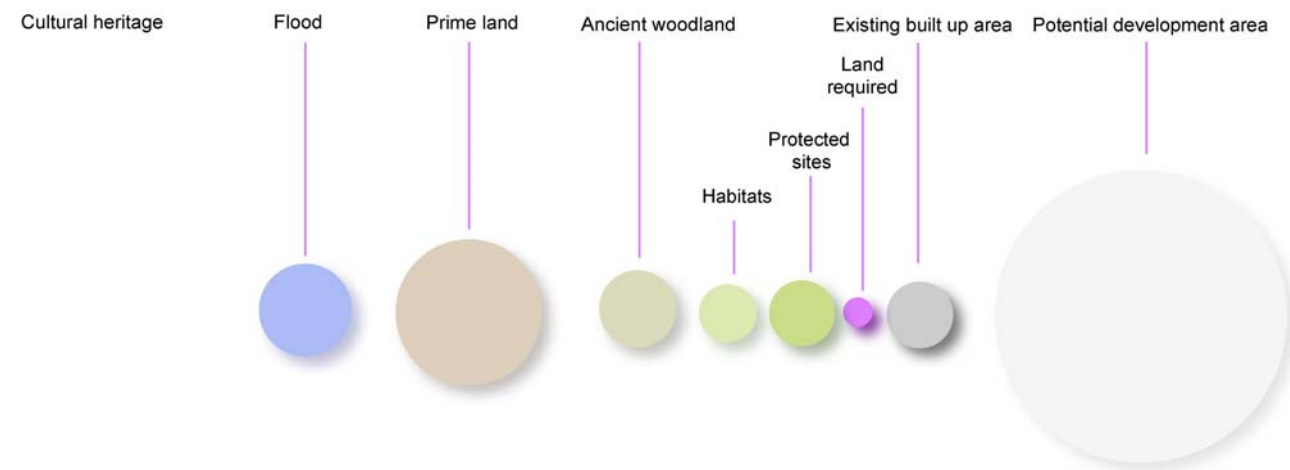 Cultural heritage
Flood
Prime land
Ancient woodland
Existing built up area
Potential development area
Land
required
Protected
sites
Habitats